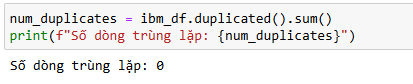 num_duplicates = ibm_df.duplicated().sum()
print(f"Số dòng trùng lặp: {num_duplicates}")
Số dòng trùng lặp: 0